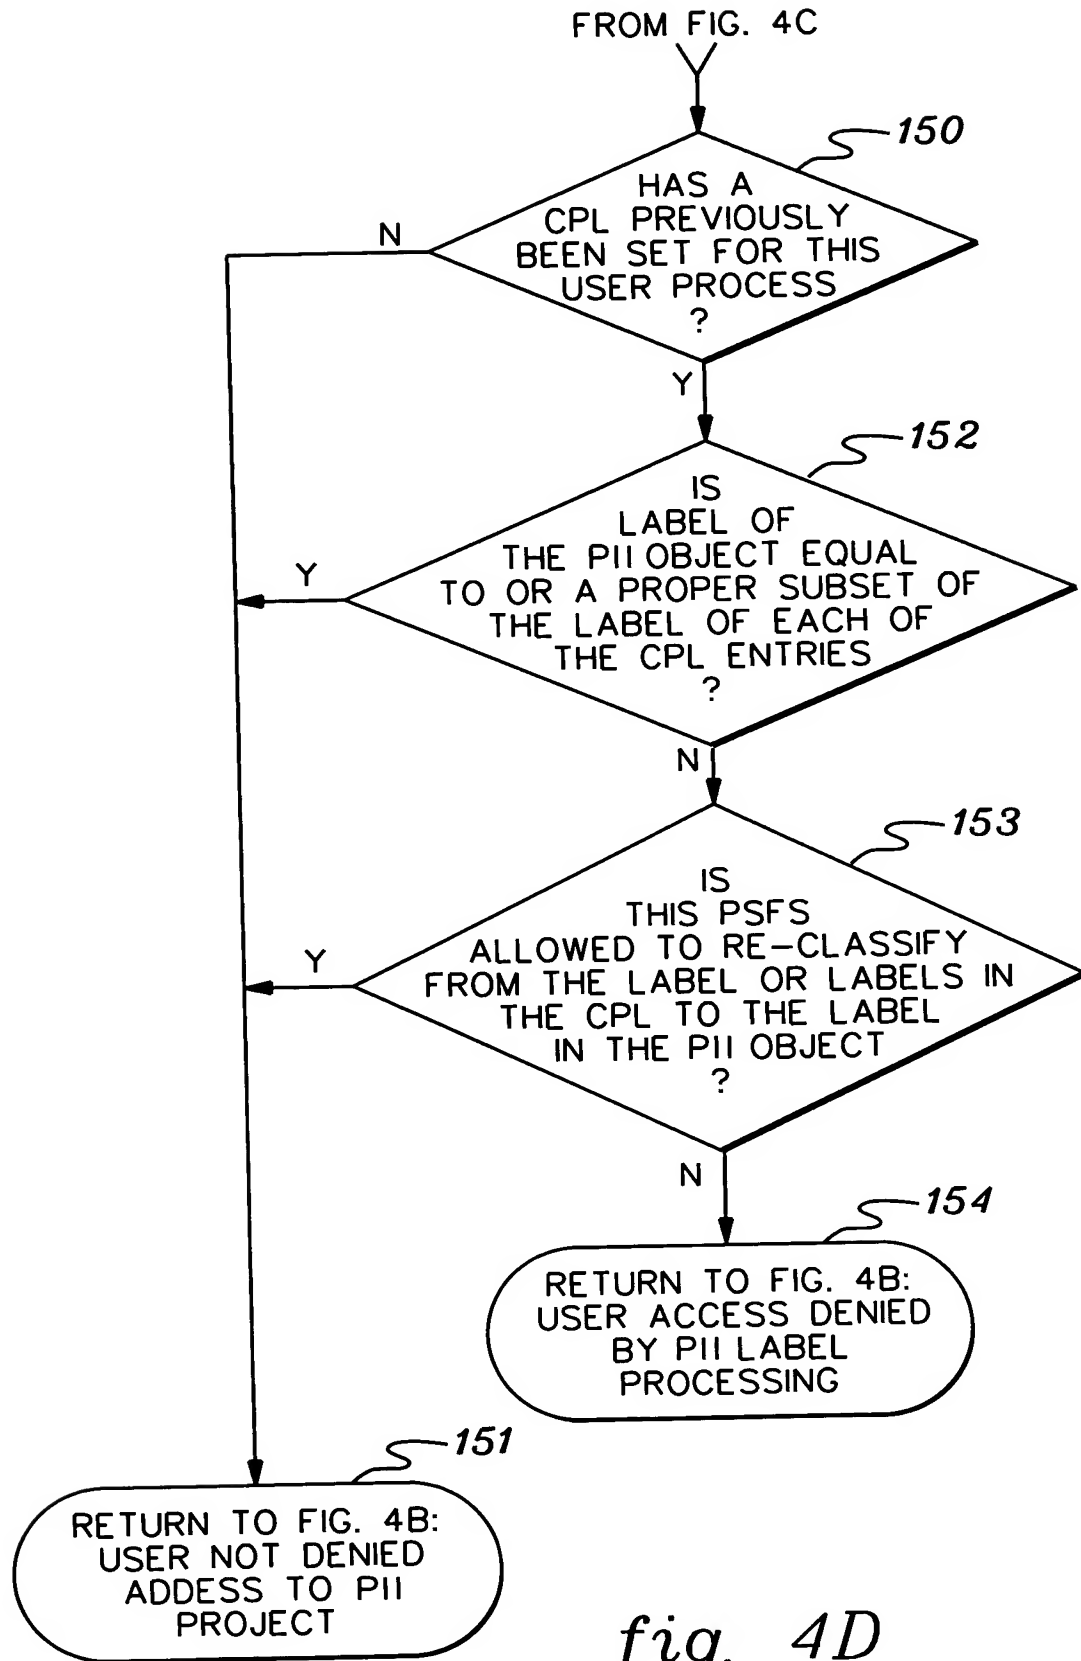 FROM FIG. 4C
150
HAS A
CPL PREVIOUSLY
BEEN SET FOR THIS
USER PROCESS
?
N
Y
152
IS
LABEL OF
THE PII OBJECT EQUAL
TO OR A PROPER SUBSET OF
THE LABEL OF EACH OF
THE CPL ENTRIES
?
Y
N
153
IS
THIS PSFS
ALLOWED TO RE-CLASSIFY
FROM THE LABEL OR LABELS IN
THE CPL TO THE LABEL
IN THE PII OBJECT
?
Y
N
154
RETURN TO FIG. 4B:
USER ACCESS DENIED
BY PII LABEL
PROCESSING
151
RETURN TO FIG. 4B:
USER NOT DENIED
ADDESS TO PII
PROJECT
fig. 4D